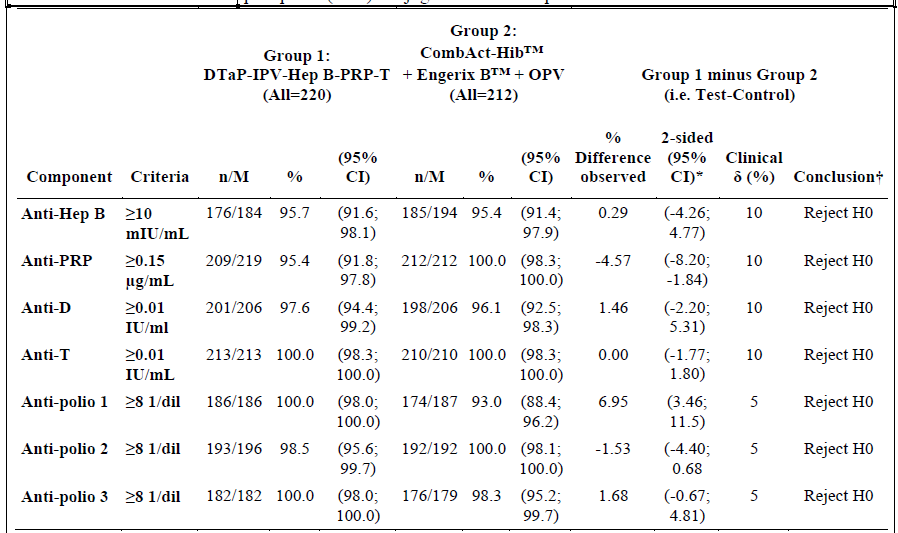 Group 1:
DTaP-IPV-Hep B-PRP-T
(All=220)
Group 2:
CombAct-Hib™
+ Engerix B™ + OPV
(All=212)
Group 1 minus Group 2
(i.e. Test-Control)
Component Criteria n/M % (95% CI) n/M % (95% CI) % Difference observed 2-sided (95% CI)* Clinical δ (%) Conclusion†
Anti-Hep B ≥10 176/184 95.7 (91.6; 185/194 95.4 (91.4; 0.29 (-4.26; 10 Reject H0
mIU/mL 98.1) 97.9) 4.77)
Anti-PRP ≥0.15 209/219 95.4 (91.8; 212/212 100.0 (98.3; -4.57 (-8.20; 10 Reject H0
µg/mL 97.8) 100.0) -1.84)
Anti-D ≥0.01 201/206 97.6 (94.4; 198/206 96.1 (92.5; 1.46 (-2.20; 10 Reject H0
IU/ml 99.2) 98.3) 5.31)
Anti-T ≥0.01 213/213 100.0 (98.3; 210/210 100.0 (98.3; 0.00 (-1.77; 10 Reject H0
IU/mL 100.0) 100.0) 1.80)
Anti-polio 1 ≥8 1/dil 186/186 100.0 (98.0; 174/187 93.0 (88.4; 6.95 (3.46; 5 Reject H0
100.0) 96.2) 11.5)
Anti-polio 2 ≥8 1/dil 193/196 98.5 (95.6; 192/192 100.0 (98.1; -1.53 (-4.40; 5 Reject H0
99.7) 100.0) 0.68
Anti-polio 3 ≥8 1/dil 182/182 100.0 (98.0; 176/179 98.3 (95.2; 1.68 (-0.67; 5 Reject H0
100.0) 99.7) 4.81)